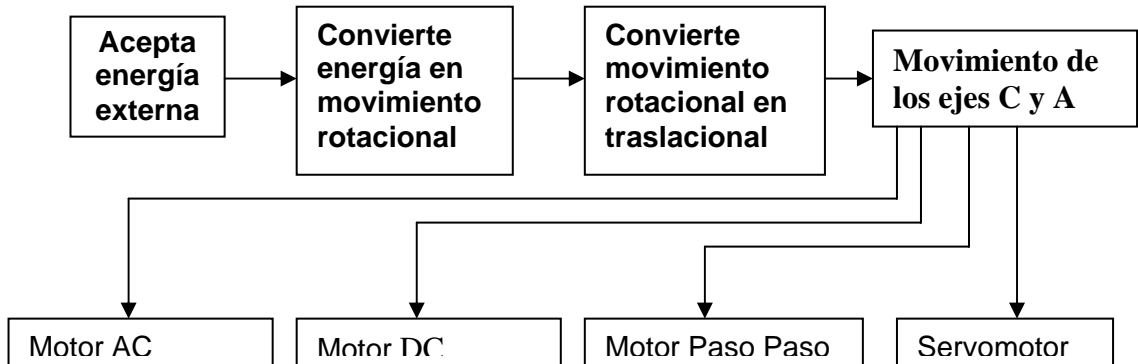 Acepta
energía
externa
Convierte
energía en
movimiento
rotacional
Convierte
movimiento
rotacional en
traslacional
Movimiento de
los ejes C y A
Motor AC
Motor DC
Motor Paso Paso
Servomotor